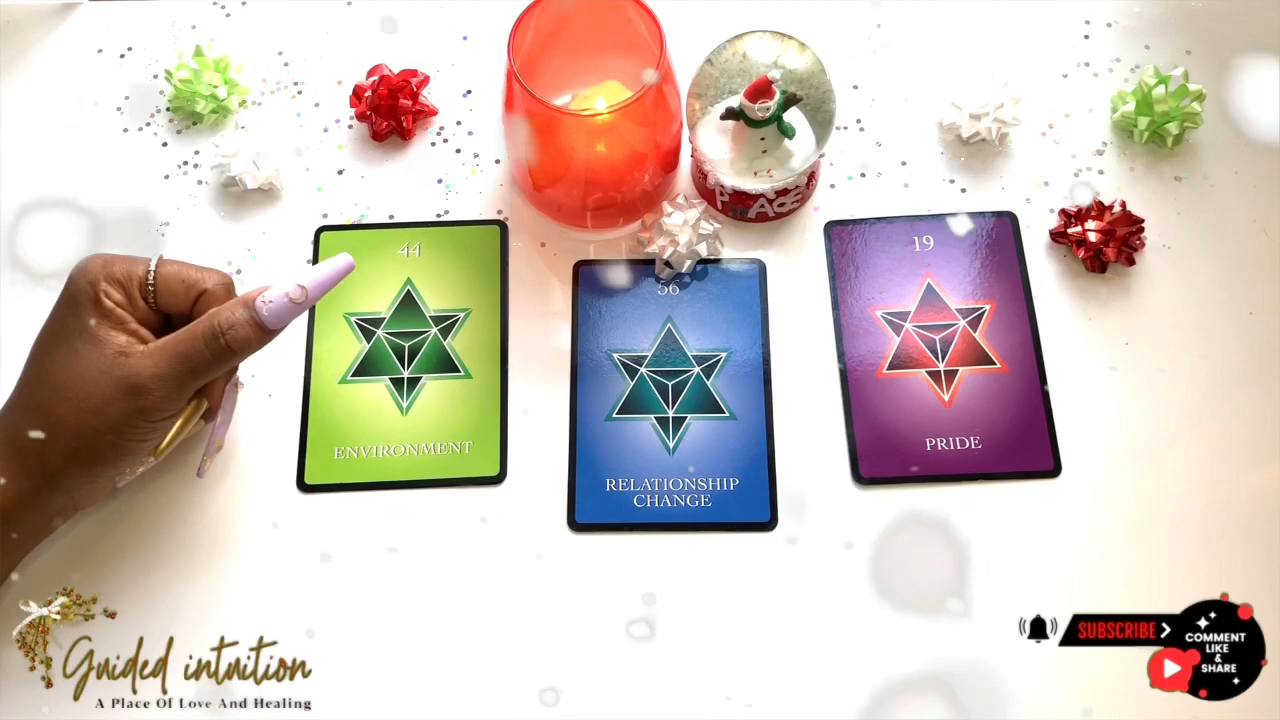 44
ENVIRONMENT
56
RELATIONSHIP
CHANGE
19
PRIDE
Guided intuition
A Place Of Love And Healing
SUBSCRIBE
COMMENT
LIKE
&
SHARE